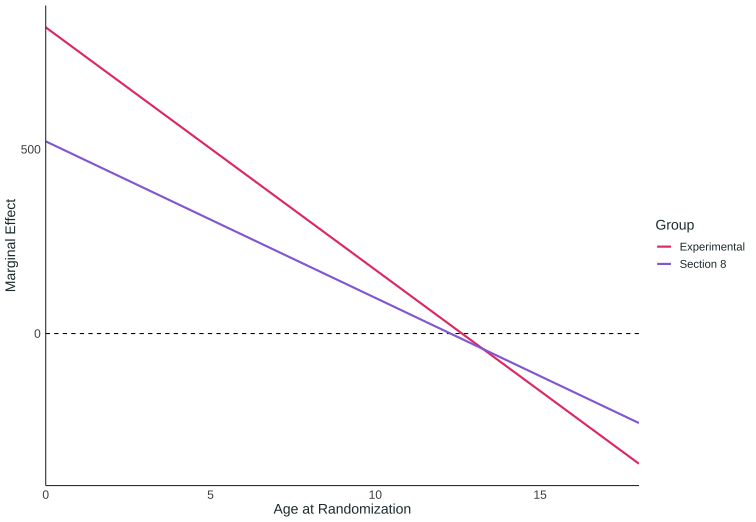 Marginal Effect
500
0
0
5
10
15
Age at Randomization
Group
Experimental
Section 8